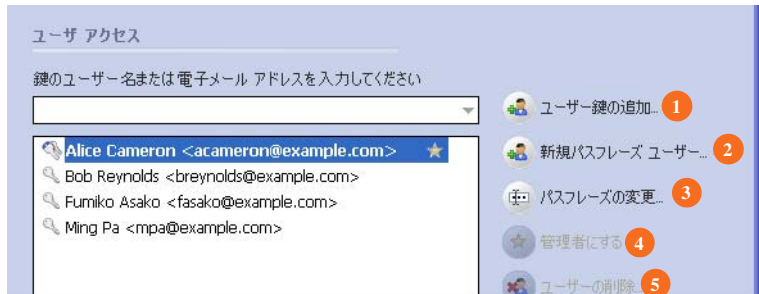 ユーザ アクセス
鍵のユーザー名または電子メール アドレスを入力してください
ユーザー鍵の追加... 1
Alice Cameron <acameron@example.com>
新規パスフレーズ ユーザー... 2
Bob Reynolds <breynolds@example.com>
Fumiko Asako <fasako@example.com>
パスフレーズの変更... 3
Ming Pa <mpa@example.com>
管理者にする 4
ユーザーの削除... 5